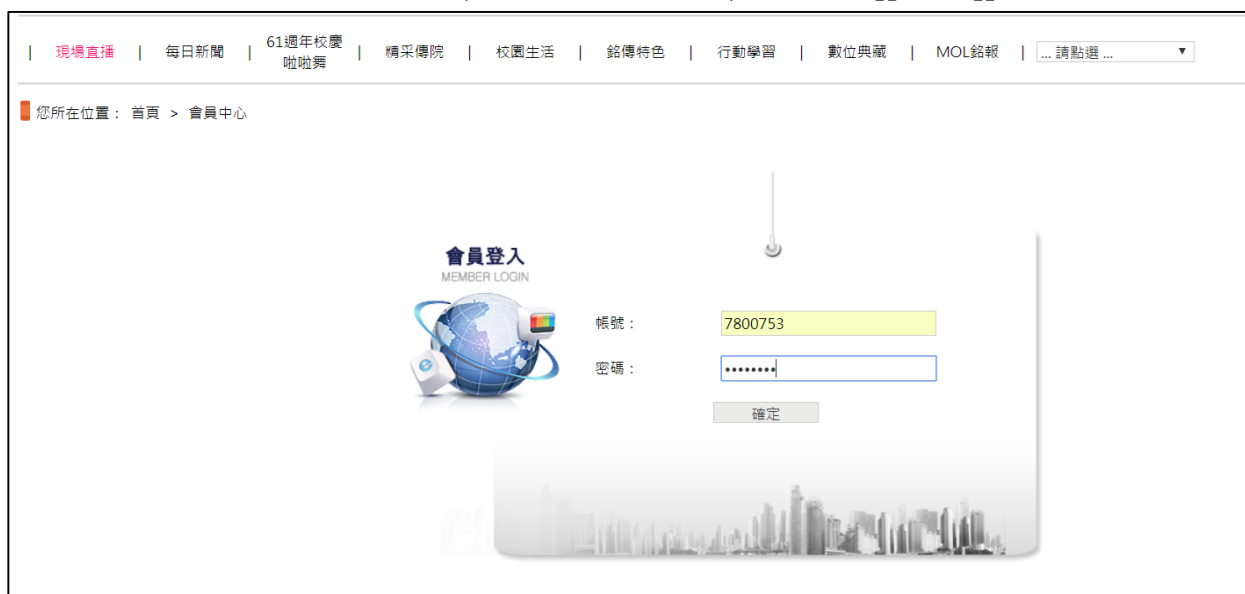 | 現場直播 | 每日新聞 | 61週年校慶啦啦舞 | 精采傳院 | 校園生活 | 銘傳特色 | 行動學習 | 數位典藏 | MOL銘報 | ... 請點選 ... ▼
您所在位置： 首頁 > 會員中心
會員登入
MEMBER LOGIN
帳號： 7800753
密碼： ••••••••
確定